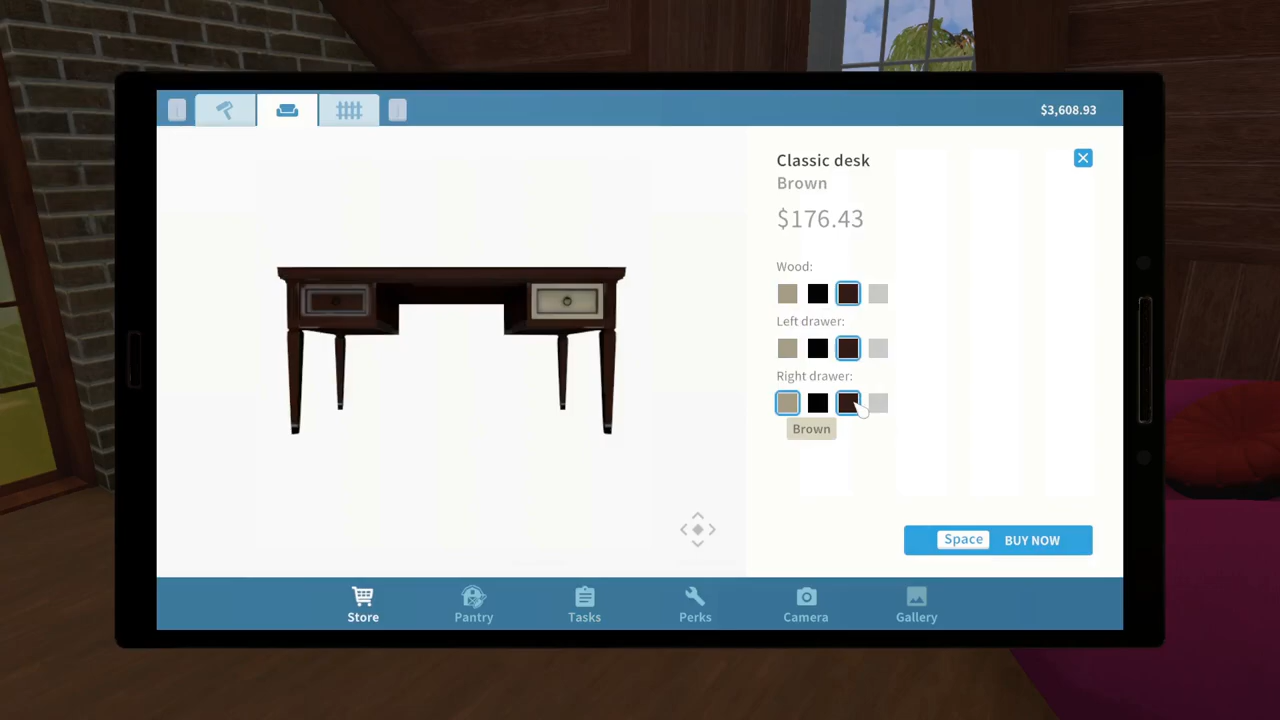 $3,608.93
Classic desk
Brown
$176.43
Wood:
Left drawer:
Right drawer:
Brown
Space BUY NOW
Store Pantry Tasks Perks Camera Gallery